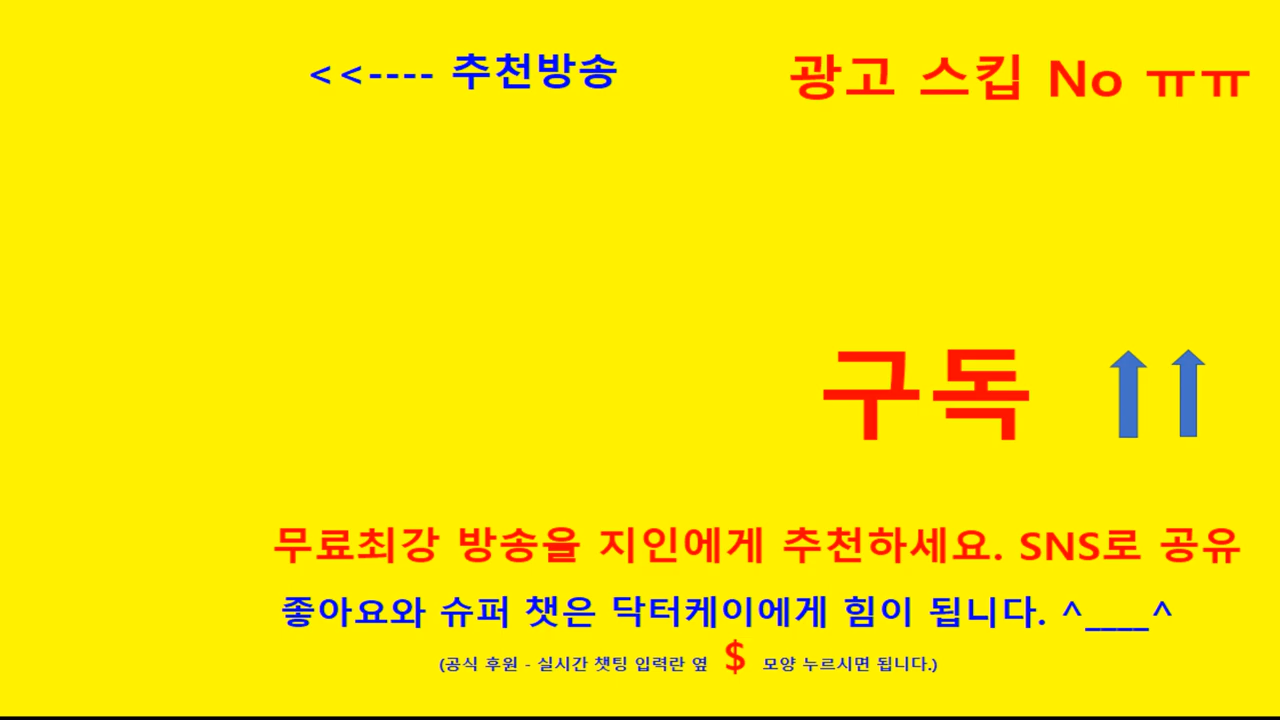 <<---- 추천방송
광고 스킵 No ㅠㅠ
구독
무료최강 방송을 지인에게 추천하세요. SNS로 공유
좋아요와 슈퍼 챗은 닥터케이에게 힘이 됩니다. ^____^
(공식 후원 - 실시간 챗팅 입력란 옆 $ 모양 누르시면 됩니다.)